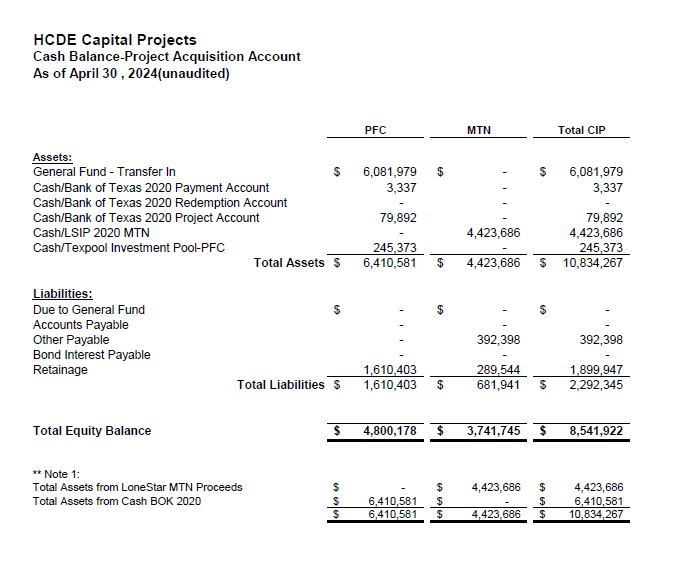 HCDE Capital Projects
Cash Balance-Project Acquisition Account
As of April 30 , 2024(unaudited)
PFC MTN Total CIP
Assets:
General Fund - Transfer In $ 6,081,979 $ - $ 6,081,979
Cash/Bank of Texas 2020 Payment Account 3,337 - 3,337
Cash/Bank of Texas 2020 Redemption Account - - -
Cash/Bank of Texas 2020 Project Account 79,892 - 79,892
Cash/LSIP 2020 MTN - 4,423,686 4,423,686
Cash/Texpool Investment Pool-PFC 245,373 - 245,373
Total Assets $ 6,410,581 $ 4,423,686 $ 10,834,267
Liabilities:
Due to General Fund $ - $ - $ -
Accounts Payable - - -
Other Payable - 392,398 392,398
Bond Interest Payable - - -
Retainage 1,610,403 289,544 1,899,947
Total Liabilities $ 1,610,403 $ 681,941 $ 2,292,345
Total Equity Balance $ 4,800,178 $ 3,741,745 $ 8,541,922
** Note 1:
Total Assets from LoneStar MTN Proceeds $ - $ 4,423,686 $ 4,423,686
Total Assets from Cash BOK 2020 $ 6,410,581 $ - $ 6,410,581
$ 6,410,581 $ 4,423,686 $ 10,834,267